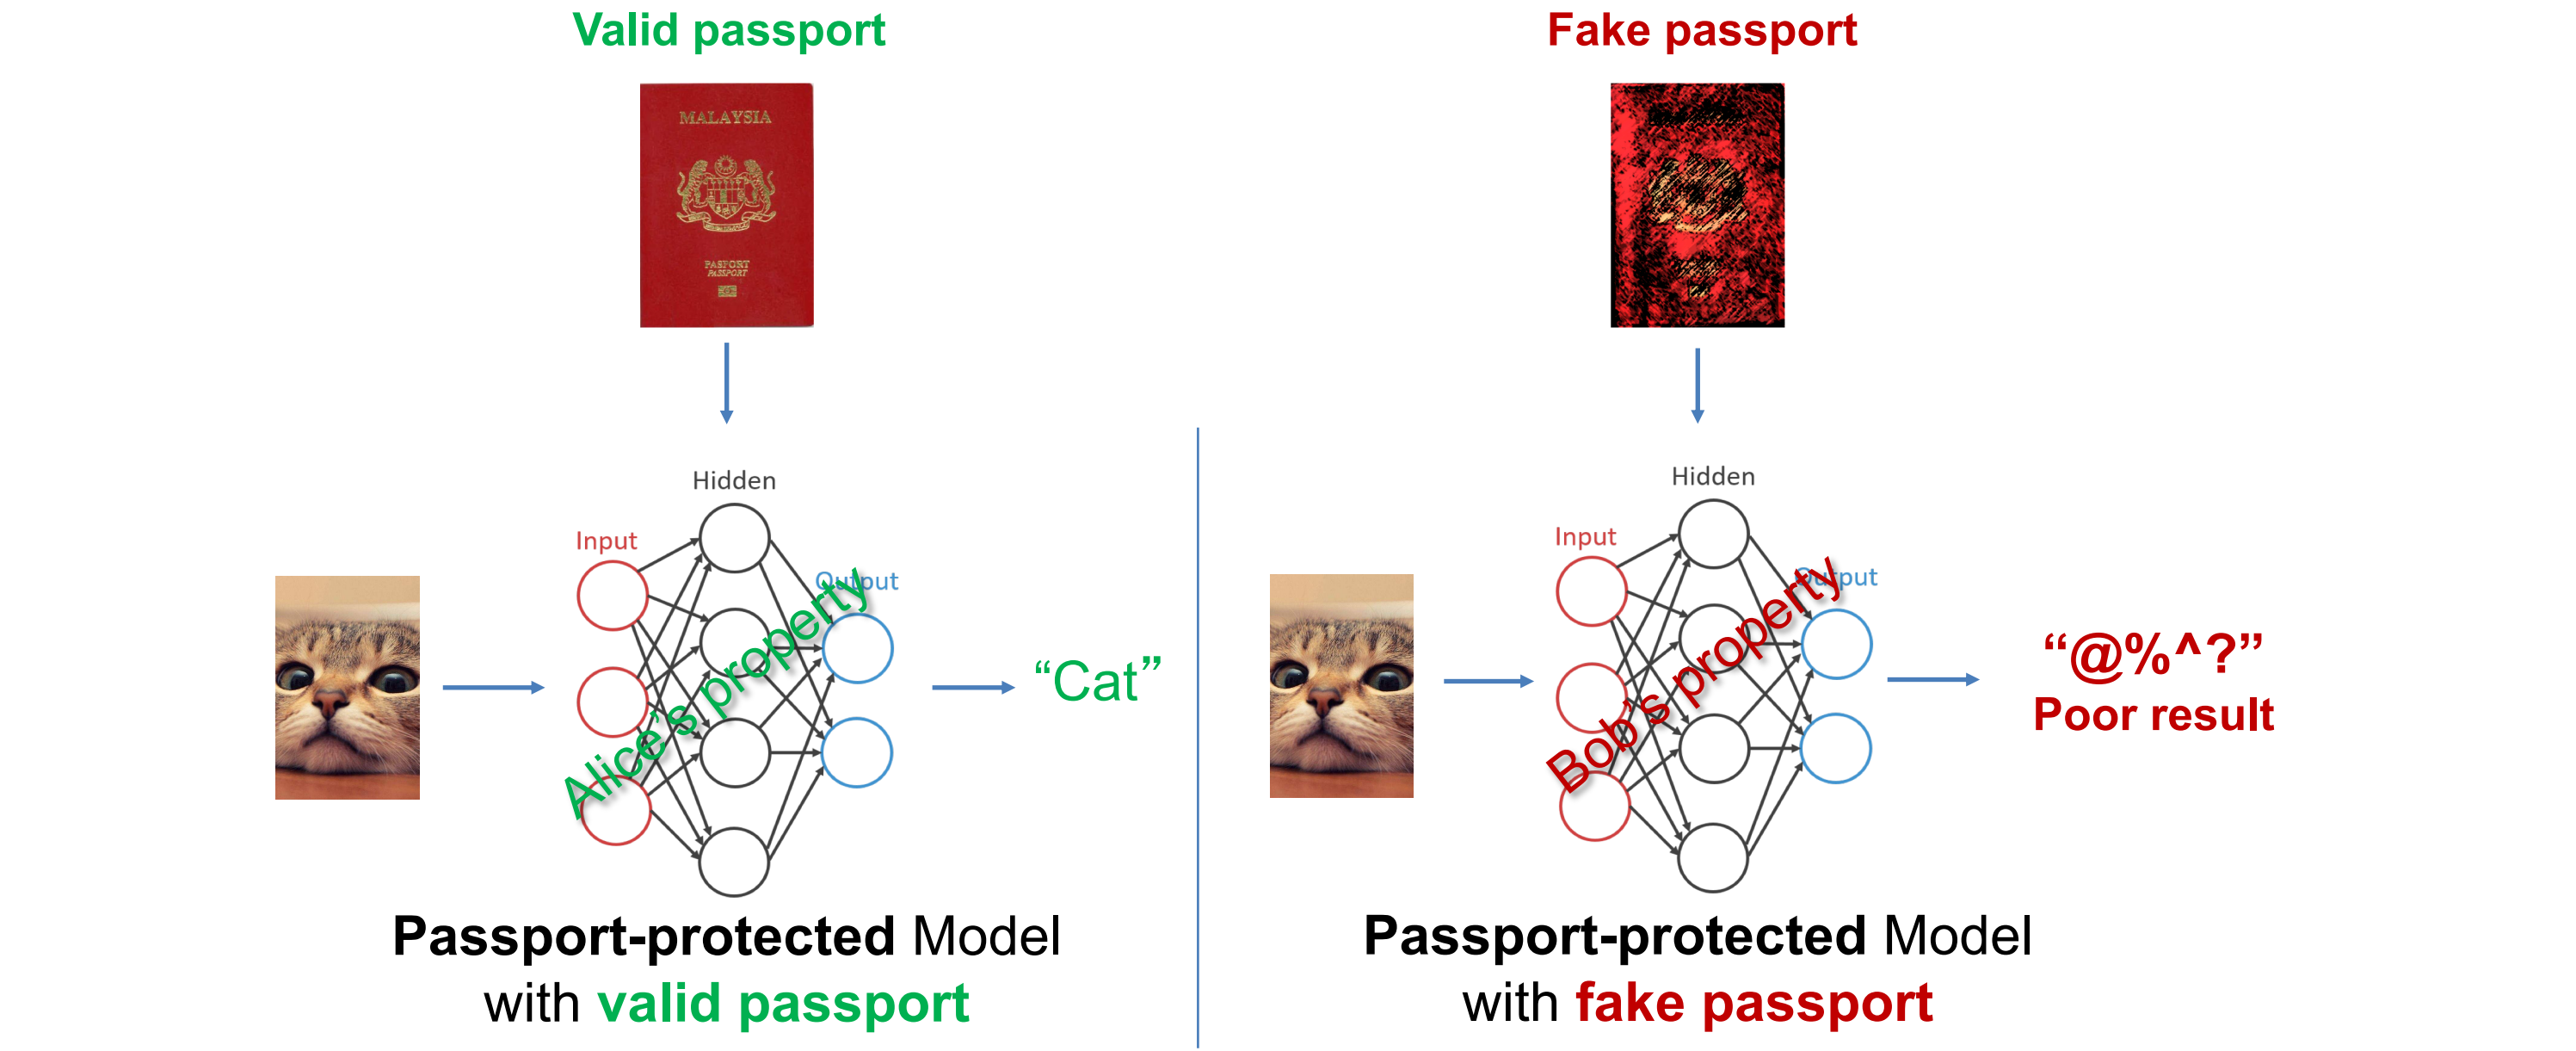 Valid passport
MALAYSIA
PASPORT
PASSPORT
Hidden
Input
Output
Alice's property
“Cat”
Passport-protected Model
with valid passport
Fake passport
Hidden
Input
Output
Bob's property
“@%^?”
Poor result
Passport-protected Model
with fake passport